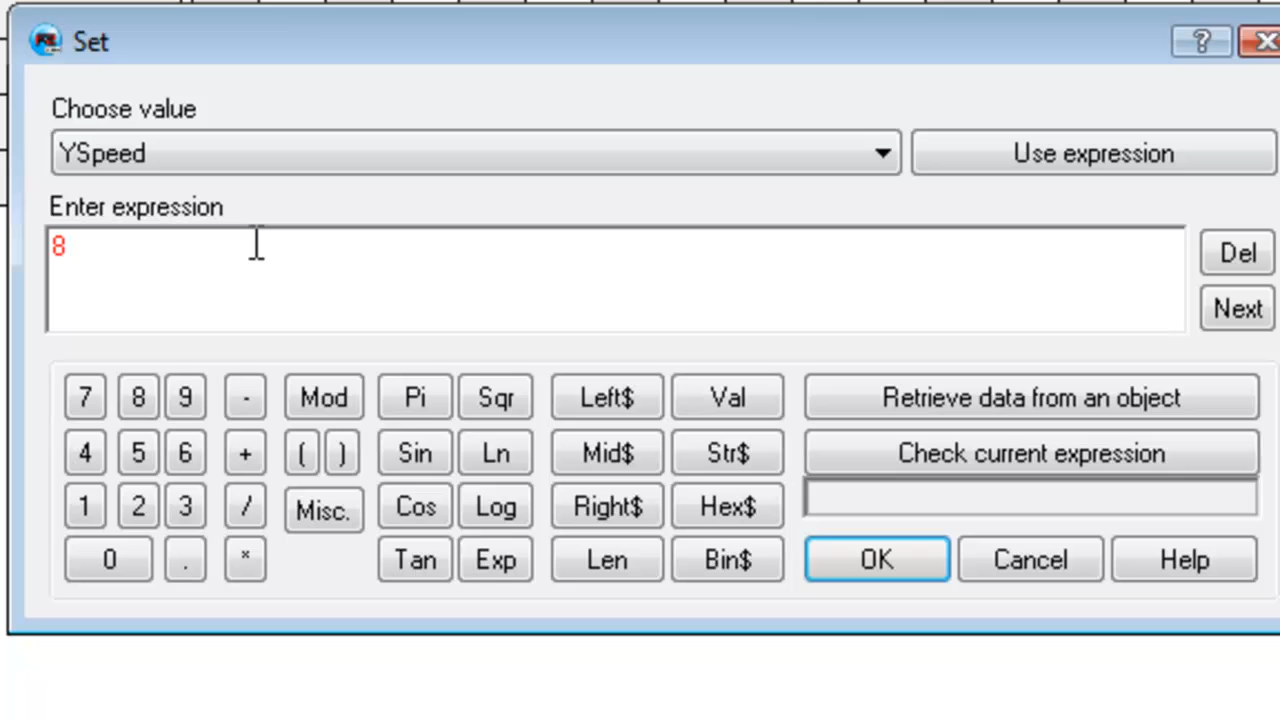 Set
?
Choose value
YSpeed
Use expression
Enter expression
8
Del
Next
7 8 9 - Mod Pi Sqr Left$ Val Retrieve data from an object
4 5 6 + ( ) Sin Ln Mid$ Str$ Check current expression
1 2 3 / Misc. Cos Log Right$ Hex$
0 . * Tan Exp Len Bin$ OK Cancel Help